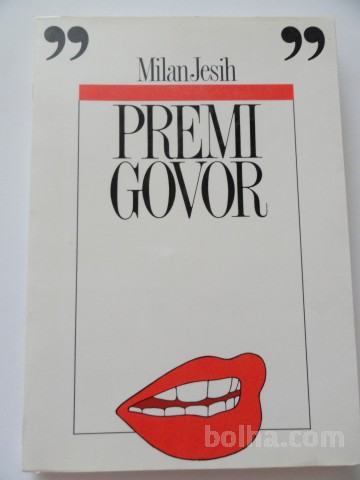 ” ”
Milan Jesih
PREMI
GOVOR
bolha.com